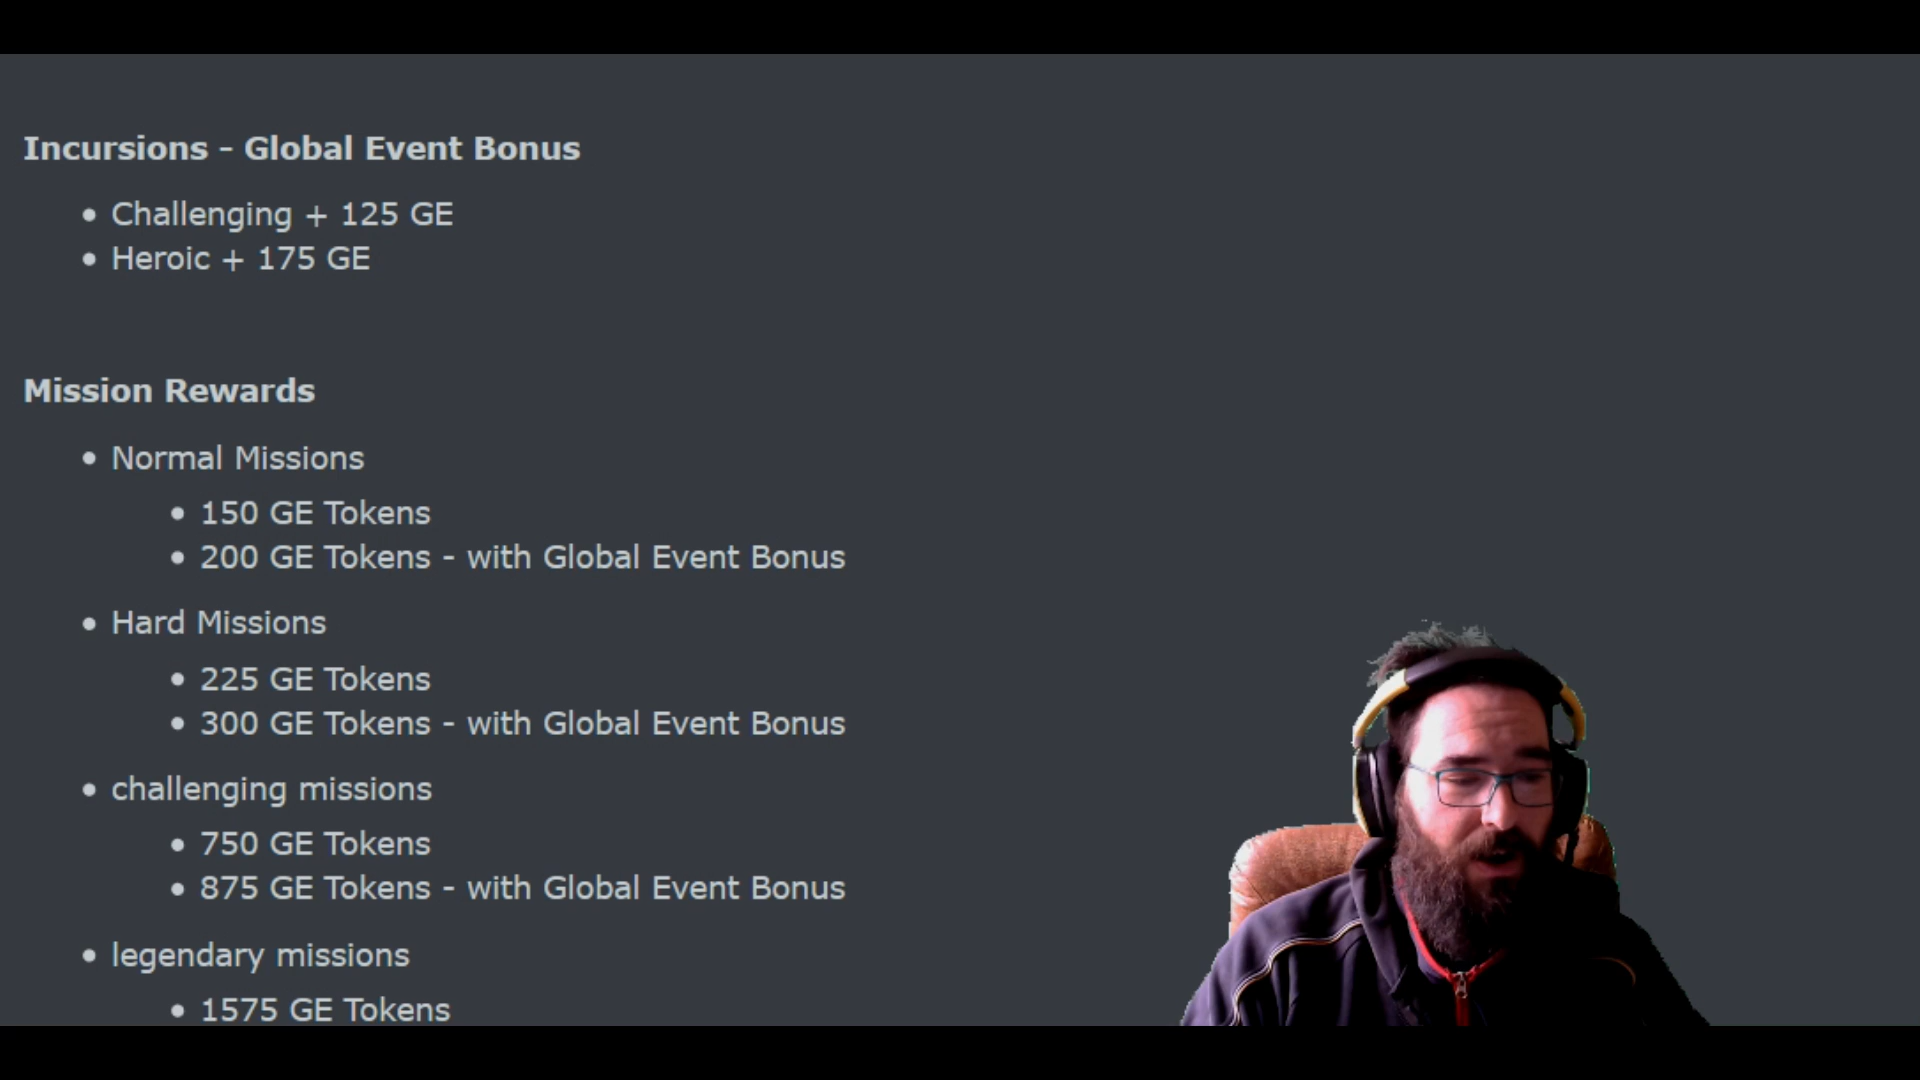 Incursions - Global Event Bonus
Challenging + 125 GE
Heroic + 175 GE
Mission Rewards
Normal Missions
150 GE Tokens
200 GE Tokens - with Global Event Bonus
Hard Missions
225 GE Tokens
300 GE Tokens - with Global Event Bonus
challenging missions
750 GE Tokens
875 GE Tokens - with Global Event Bonus
legendary missions
1575 GE Tokens